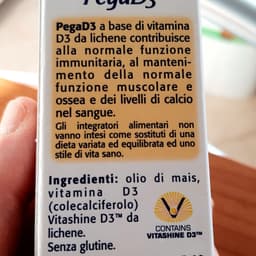 PegaD3
PegaD3 a base di vitamina
D3 da lichene contribuisce
alla normale funzione
immunitaria, al manteni-
mento della normale
funzione muscolare e
ossea e dei livelli di calcio
nel sangue.
Gli integratori alimentari non
vanno intesi come sostituti di una
dieta variata ed equilibrata ed uno
stile di vita sano.
Ingredienti: olio di mais,
vitamina D3
(colecalciferolo)
Vitashine D3™ da
lichene.
Senza glutine.
CONTAINS
VITASHINE D3™